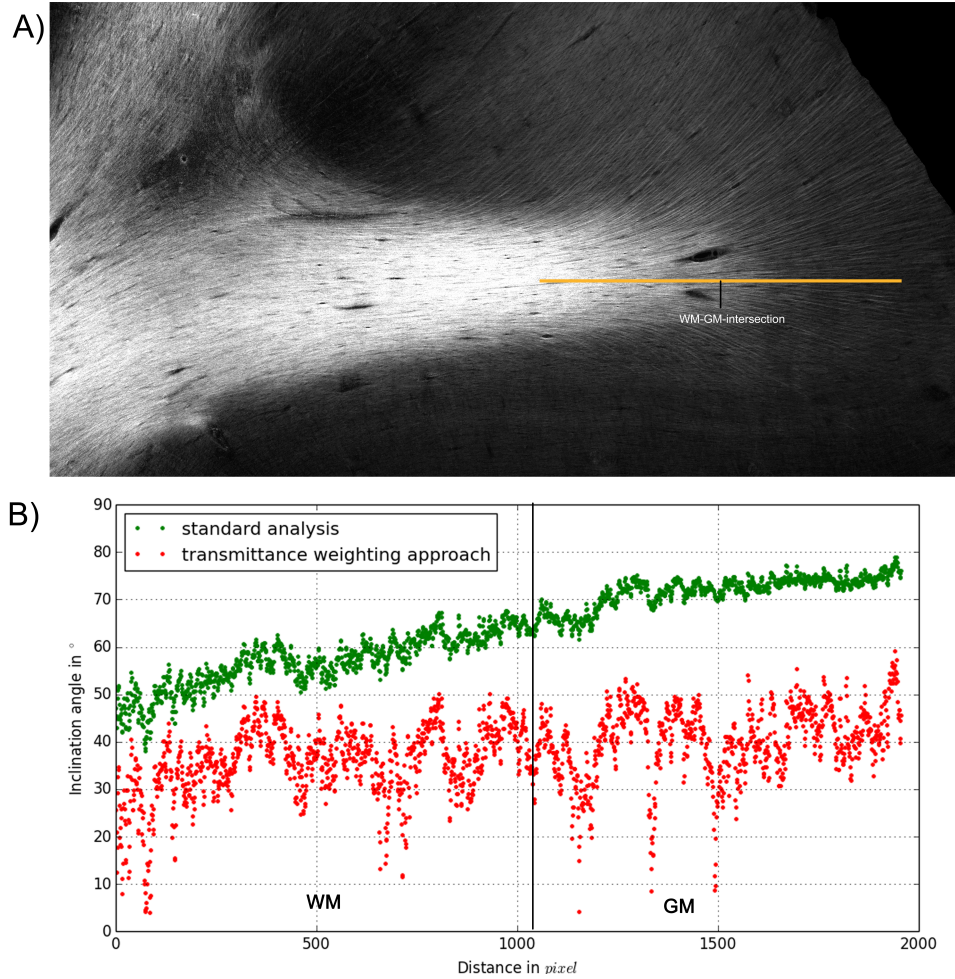 A)
WM-GM-intersection
B)
Inclination angle in °
90
80
70
60
50
40
30
20
10
0
standard analysis
transmittance weighting approach
WM
GM
0 500 1000 1500 2000
Distance in pixel